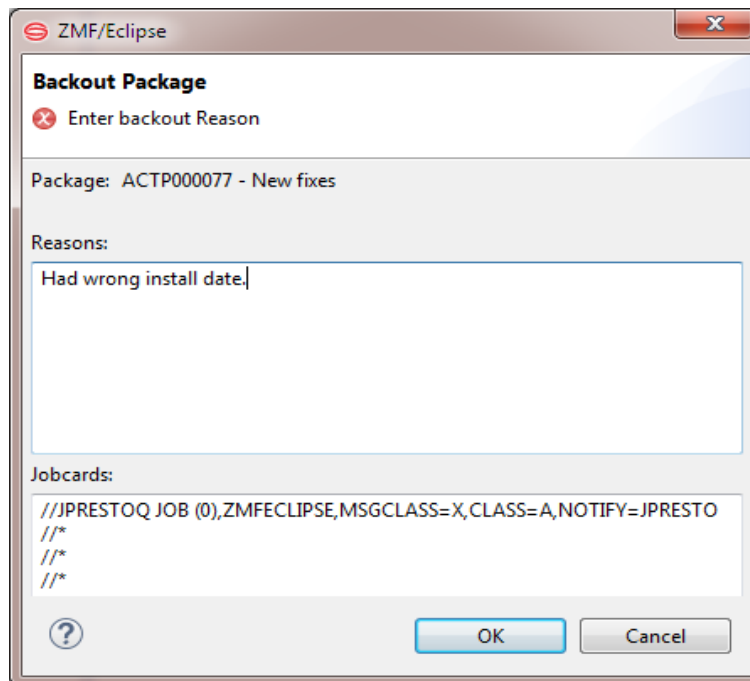 ZMF/Eclipse
Backout Package
Enter backout Reason
Package: ACTP000077 - New fixes
Reasons:
Had wrong install date.
Jobcards:
//JPRESTOQ JOB (0),ZMFECLIPSE,MSGCLASS=X,CLASS=A,NOTIFY=JPRESTO
//*
//*
//*
? OK Cancel